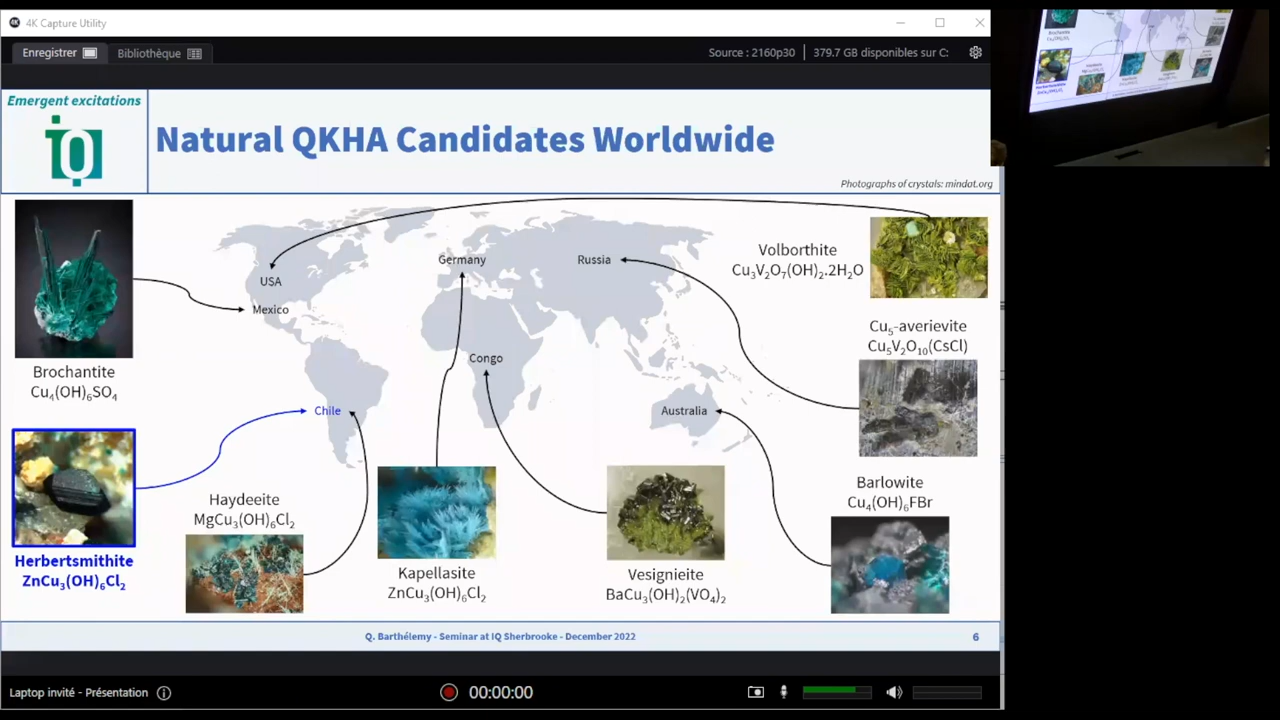 4K Capture Utility
Enregistrer
Bibliothèque
Source : 2160p30
379.7 GB disponibles sur C:
Emergent excitations
iQ
Natural QKHA Candidates Worldwide
Photographs of crystals: mindat.org
Volborthite
Cu₃V₂O₇(OH)₂.2H₂O
Germany
Russia
USA
Mexico
Cu₅-averievite
Cu₅V₂O₁₀(CsCl)
Congo
Brochantite
Cu₄(OH)₆SO₄
Chile
Australia
Barlowite
Cu₄(OH)₆FBr
Haydeeite
MgCu₃(OH)₆Cl₂
Herbertsmithite
ZnCu₃(OH)₆Cl₂
Kapellasite
ZnCu₃(OH)₆Cl₂
Vesignieite
BaCu₃(OH)₂(VO₄)₂
Q. Barthélemy - Seminar at IQ Sherbrooke - December 2022
6
Laptop invité - Présentation
00:00:00